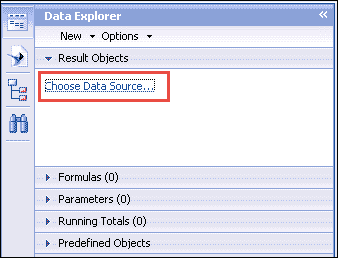 Data Explorer
New Options
Result Objects
Choose Data Source...
Formulas (0)
Parameters (0)
Running Totals (0)
Predefined Objects